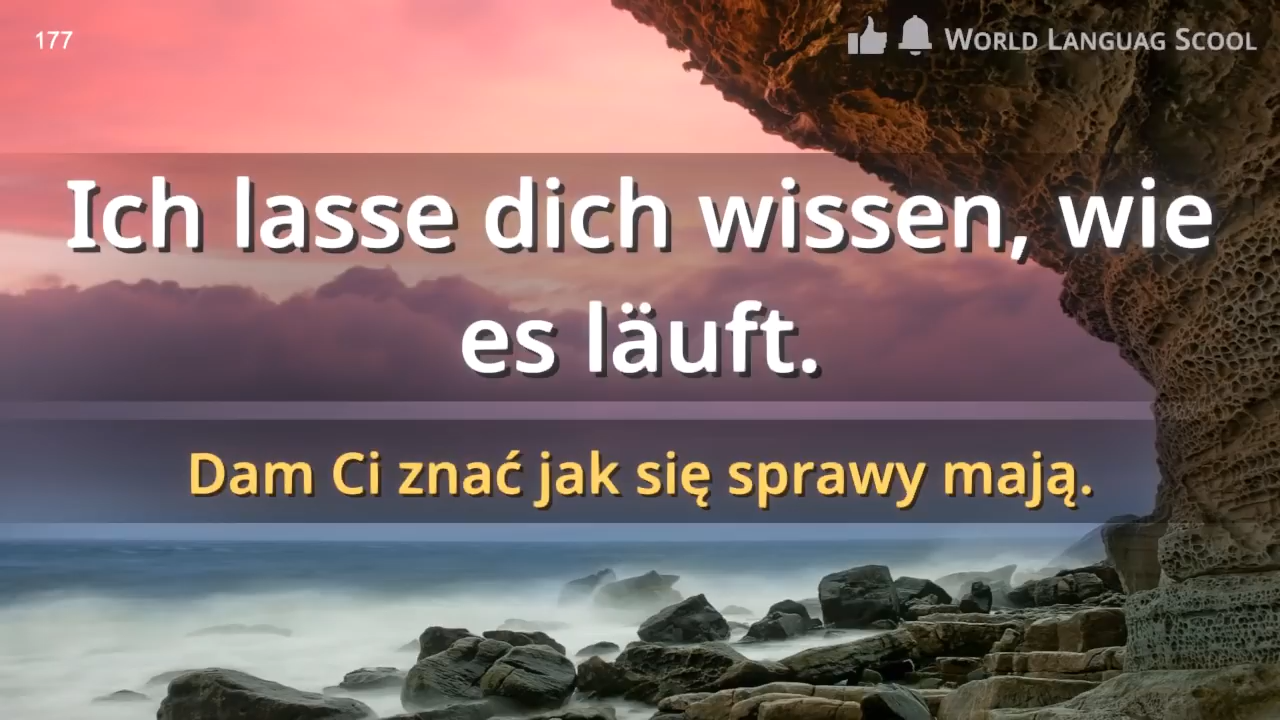 177
WORLD LANGUAG SCOOL
Ich lasse dich wissen, wie
es läuft.
Dam Ci znać jak się sprawy mają.